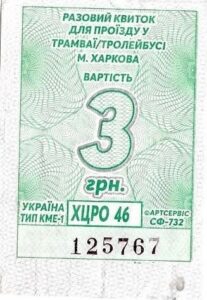 РАЗОВИЙ КВИТОК
ДЛЯ ПРОЇЗДУ У
ТРАМВАЇ/ТРОЛЕЙБУСІ
М. ХАРКОВА
ВАРТІСТЬ
3
грн.
УКРАЇНА
ТИП КМЕ-1
ХЦРО 46
©АРТСЕРВІС
СФ-732
125767